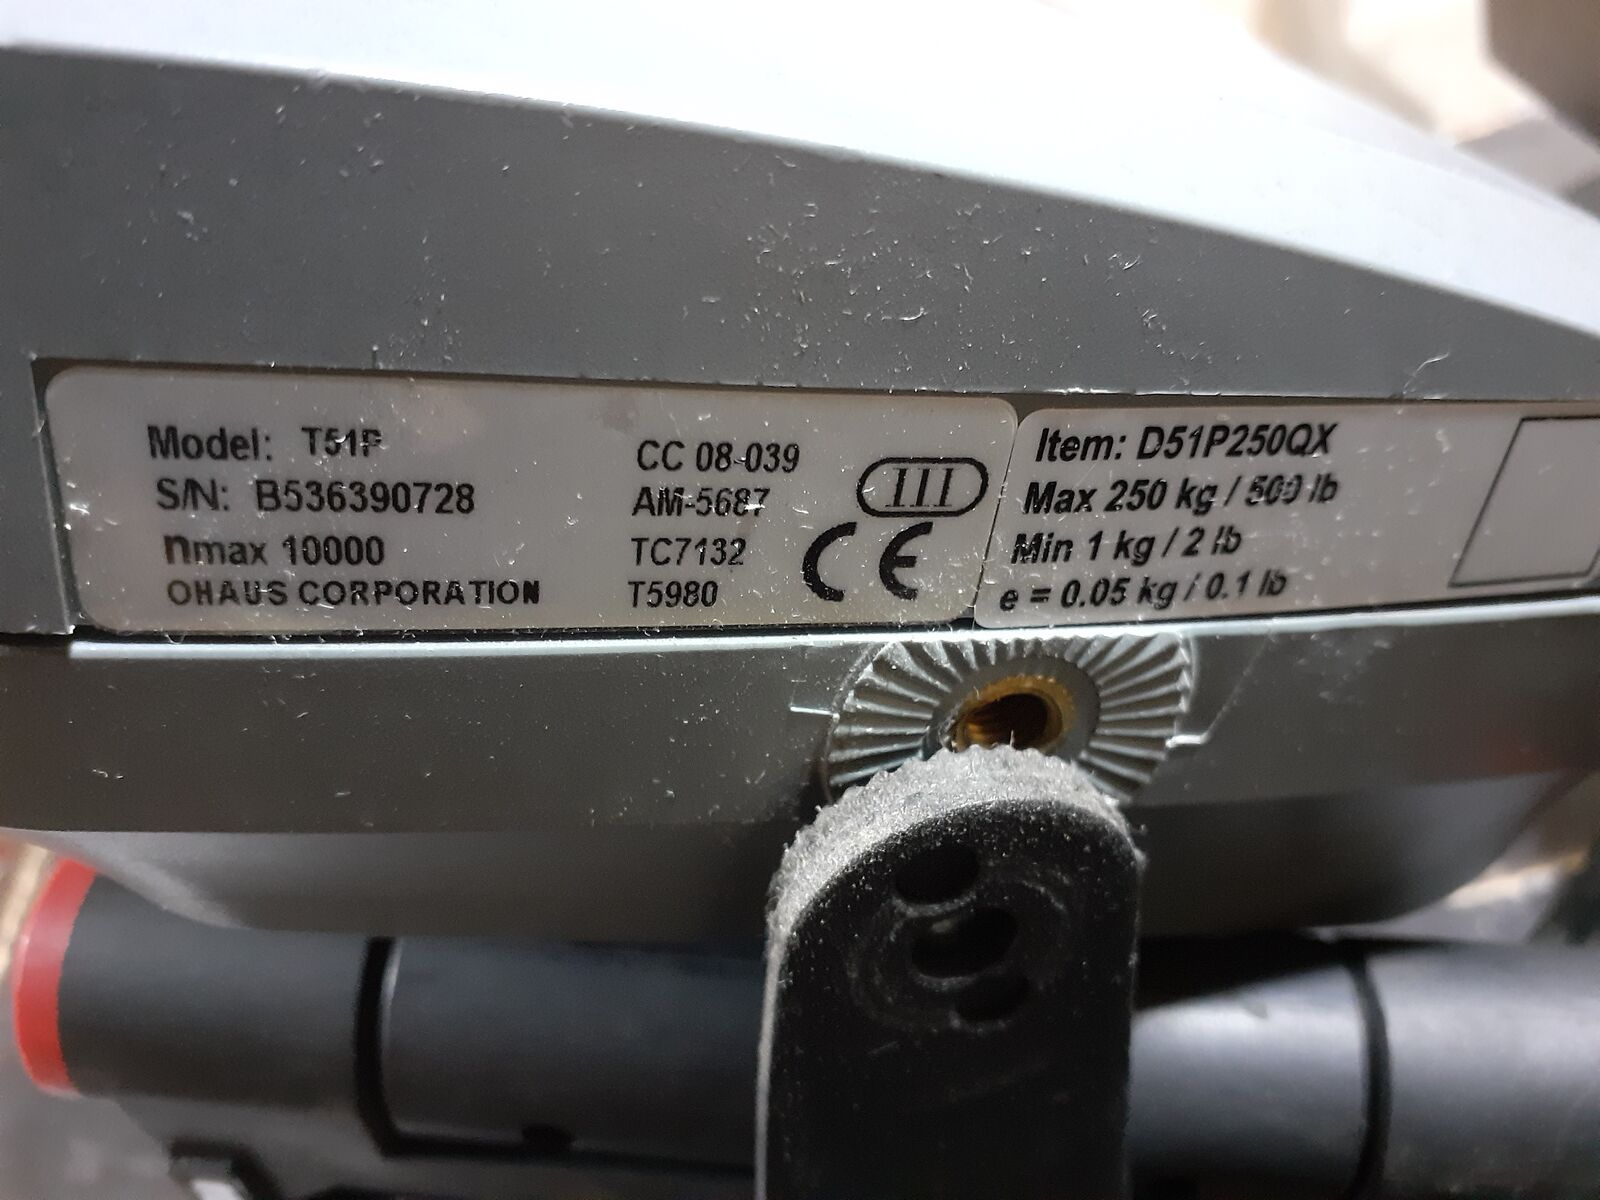 Model: T51P
S/N: B536390728
nmax 10000
OHAUS CORPORATION
CC 08-039
AM-5687
TC7132
T5980
III
CE
Item: D51P250QX
Max 250 kg / 500 lb
Min 1 kg / 2 lb
e = 0.05 kg / 0.1 lb